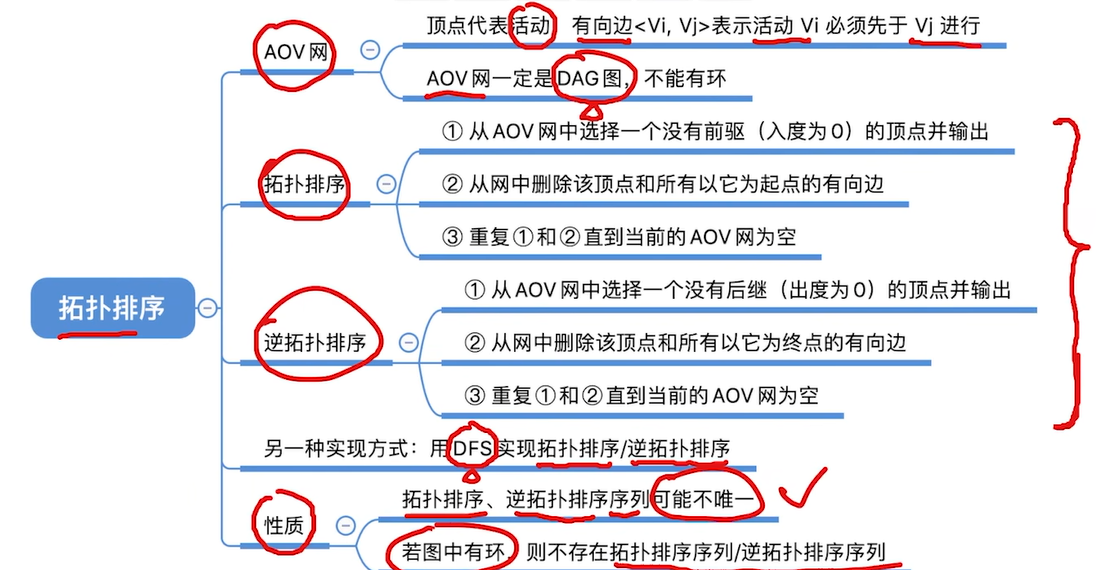 顶点代表活动 有向边<Vi, Vj>表示活动 Vi 必须先于 Vj 进行
AOV网
AOV网一定是DAG图，不能有环
① 从AOV网中选择一个没有前驱（入度为0）的顶点并输出
拓扑排序
② 从网中删除该顶点和所有以它为起点的有向边
③ 重复①和②直到当前的AOV网为空
拓扑排序
① 从AOV网中选择一个没有后继（出度为0）的顶点并输出
逆拓扑排序
② 从网中删除该顶点和所有以它为终点的有向边
③ 重复①和②直到当前的AOV网为空
另一种实现方式：用DFS实现拓扑排序/逆拓扑排序
拓扑排序、逆拓扑排序序列可能不唯一
性质
若图中有环，则不存在拓扑排序序列/逆拓扑排序序列